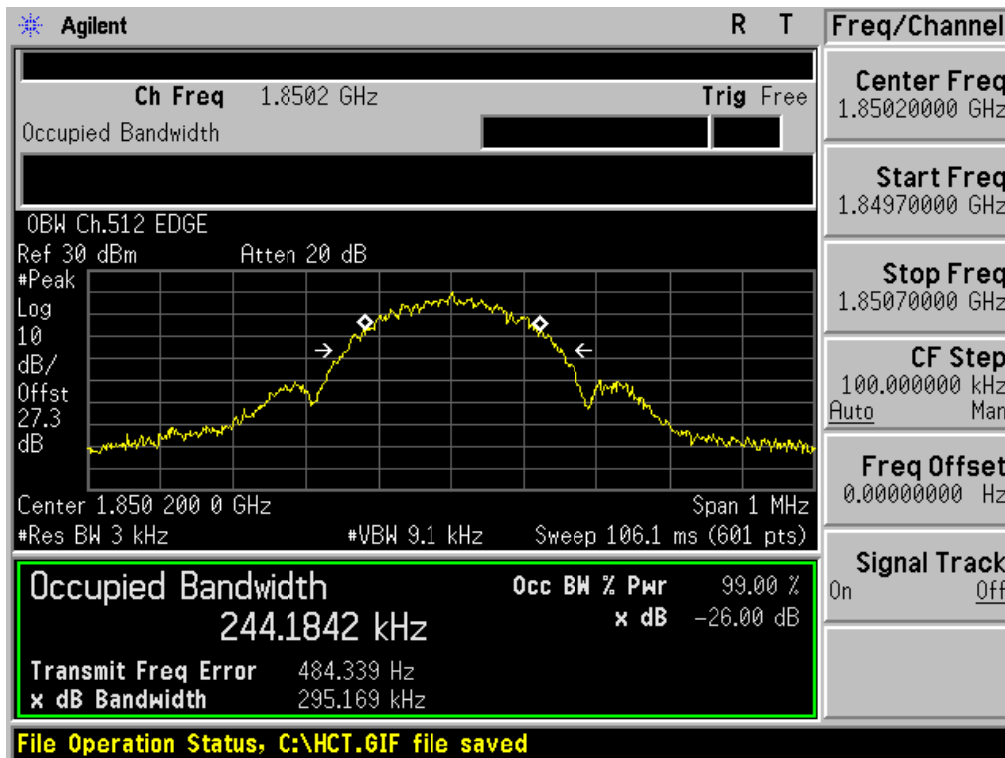 Agilent R T
Freq/Channel
Ch Freq 1.8502 GHz Trig Free
Occupied Bandwidth
Center Freq
1.85020000 GHz
Start Freq
1.84970000 GHz
Stop Freq
1.85070000 GHz
CF Step
100.000000 kHz
Auto Man
Freq Offset
0.00000000 Hz
Signal Track
On Off
OBW Ch.512 EDGE
Ref 30 dBm Atten 20 dB
#Peak
Log
10
dB/
Offst
27.3
dB
Center 1.850 200 0 GHz Span 1 MHz
#Res BW 3 kHz #VBW 9.1 kHz Sweep 106.1 ms (601 pts)
Occupied Bandwidth
244.1842 kHz
Occ BW % Pwr 99.00 %
x dB -26.00 dB
Transmit Freq Error 484.339 Hz
x dB Bandwidth 295.169 kHz
File Operation Status, C:\HCT.GIF file saved